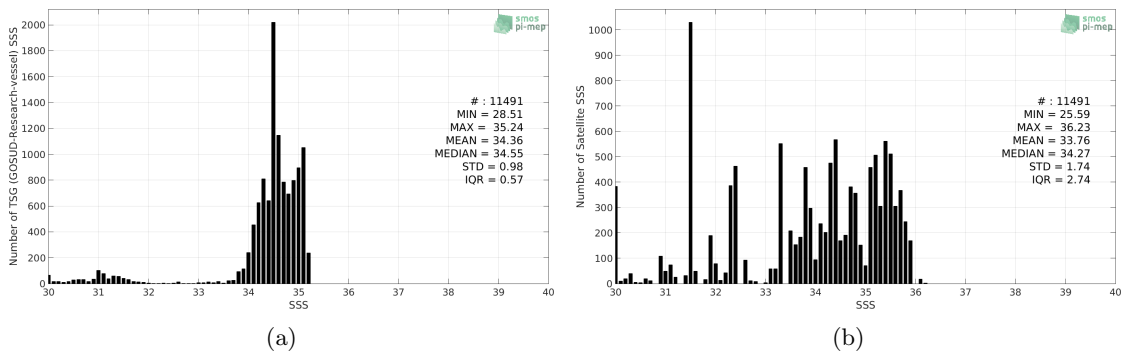 2000
1800
1600
1400
1200
1000
800
600
400
200
0
30 31 32 33 34 35 36 37 38 39 40
SSS
Number of TSG (GOSUD-Research-vessel) SSS
smos
pi-mep
# : 11491
MIN = 28.51
MAX = 35.24
MEAN = 34.36
MEDIAN = 34.55
STD = 0.98
IQR = 0.57
(a)
1000
900
800
700
600
500
400
300
200
100
0
30 31 32 33 34 35 36 37 38 39 40
SSS
Number of Satellite SSS
smos
pi-mep
# : 11491
MIN = 25.59
MAX = 36.23
MEAN = 33.76
MEDIAN = 34.27
STD = 1.74
IQR = 2.74
(b)